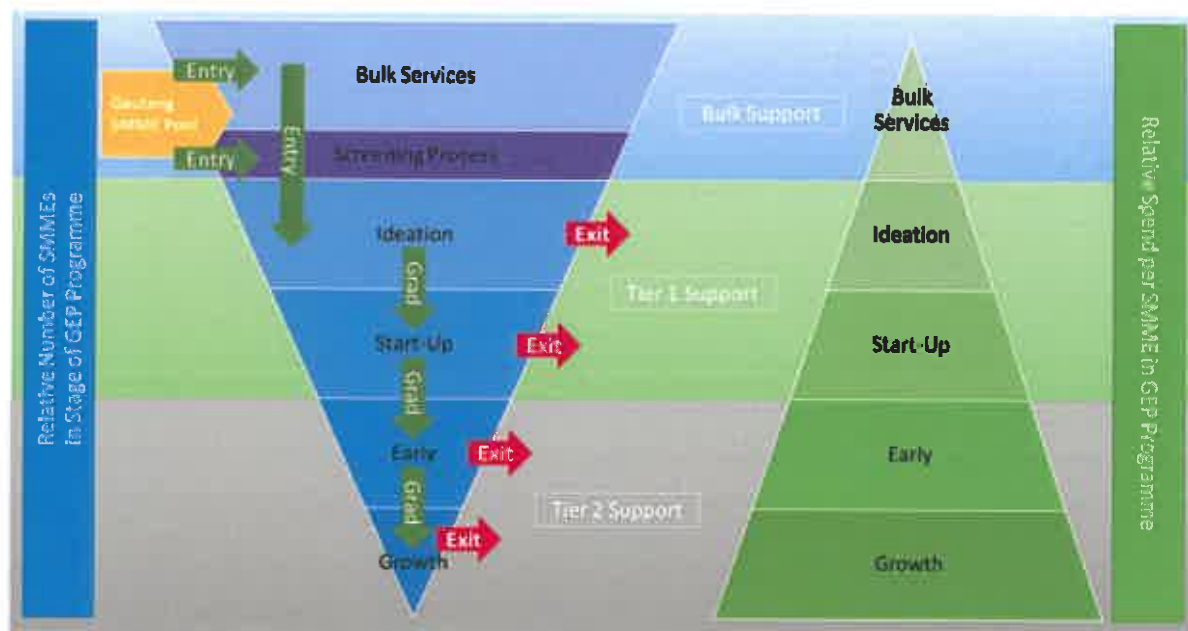 Relative Number of SMMEs
in Stage of GEP Programme
Gauteng
SMME Pool
Entry
Entry
Entry
Bulk Services
Screening Process
Ideation
Grad
Start-Up
Grad
Early
Grad
Growth
Exit
Exit
Exit
Exit
Bulk Support
Tier 1 Support
Tier 2 Support
Bulk
Services
Ideation
Start-Up
Early
Growth
Relative Spend per SMME in GEP Programme